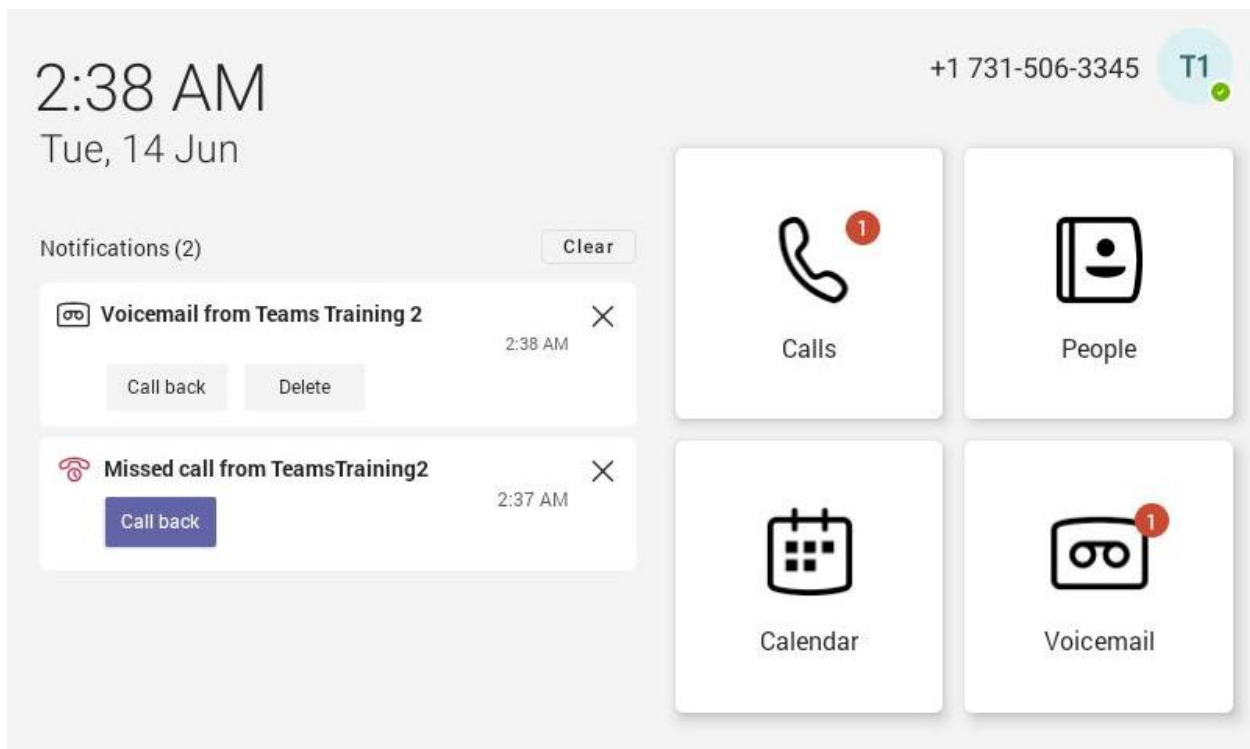 2:38 AM
Tue, 14 Jun
+1 731-506-3345
T1
Notifications (2)
Clear
Voicemail from Teams Training 2
2:38 AM
Call back
Delete
Missed call from TeamsTraining2
2:37 AM
Call back
1
Calls
People
Calendar
1
Voicemail